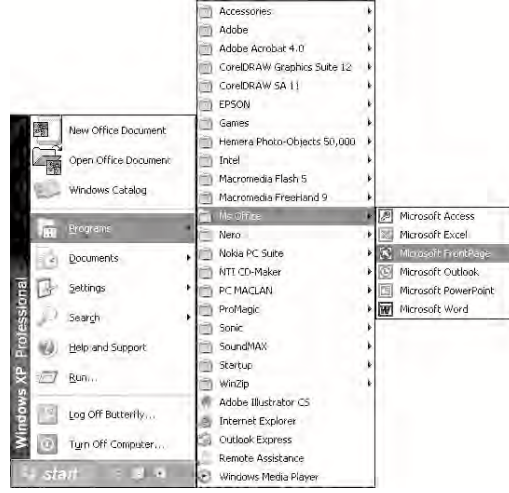 Accessories
Adobe
Adobe Acrobat 4.0
CorelDRAW Graphics Suite 12
CorelDRAW SA 11
EPSON
Games
Hemera Photo-Objects 50,000
Intel
Macromedia Flash 5
Macromedia FreeHand 9
Ms Office
Nero
Nokia PC Suite
NTI CD-Maker
PC MACLAN
ProMagic
Sonic
SoundMAX
Startup
WinZip
Adobe Illustrator CS
Internet Explorer
Outlook Express
Remote Assistance
Windows Media Player
New Office Document
Open Office Document
Windows Catalog
Programs
Documents
Settings
Search
Help and Support
Run...
Log Off Butterfly...
Turn Off Computer...
Windows XP Professional
start
Microsoft Access
Microsoft Excel
Microsoft FrontPage
Microsoft Outlook
Microsoft PowerPoint
Microsoft Word